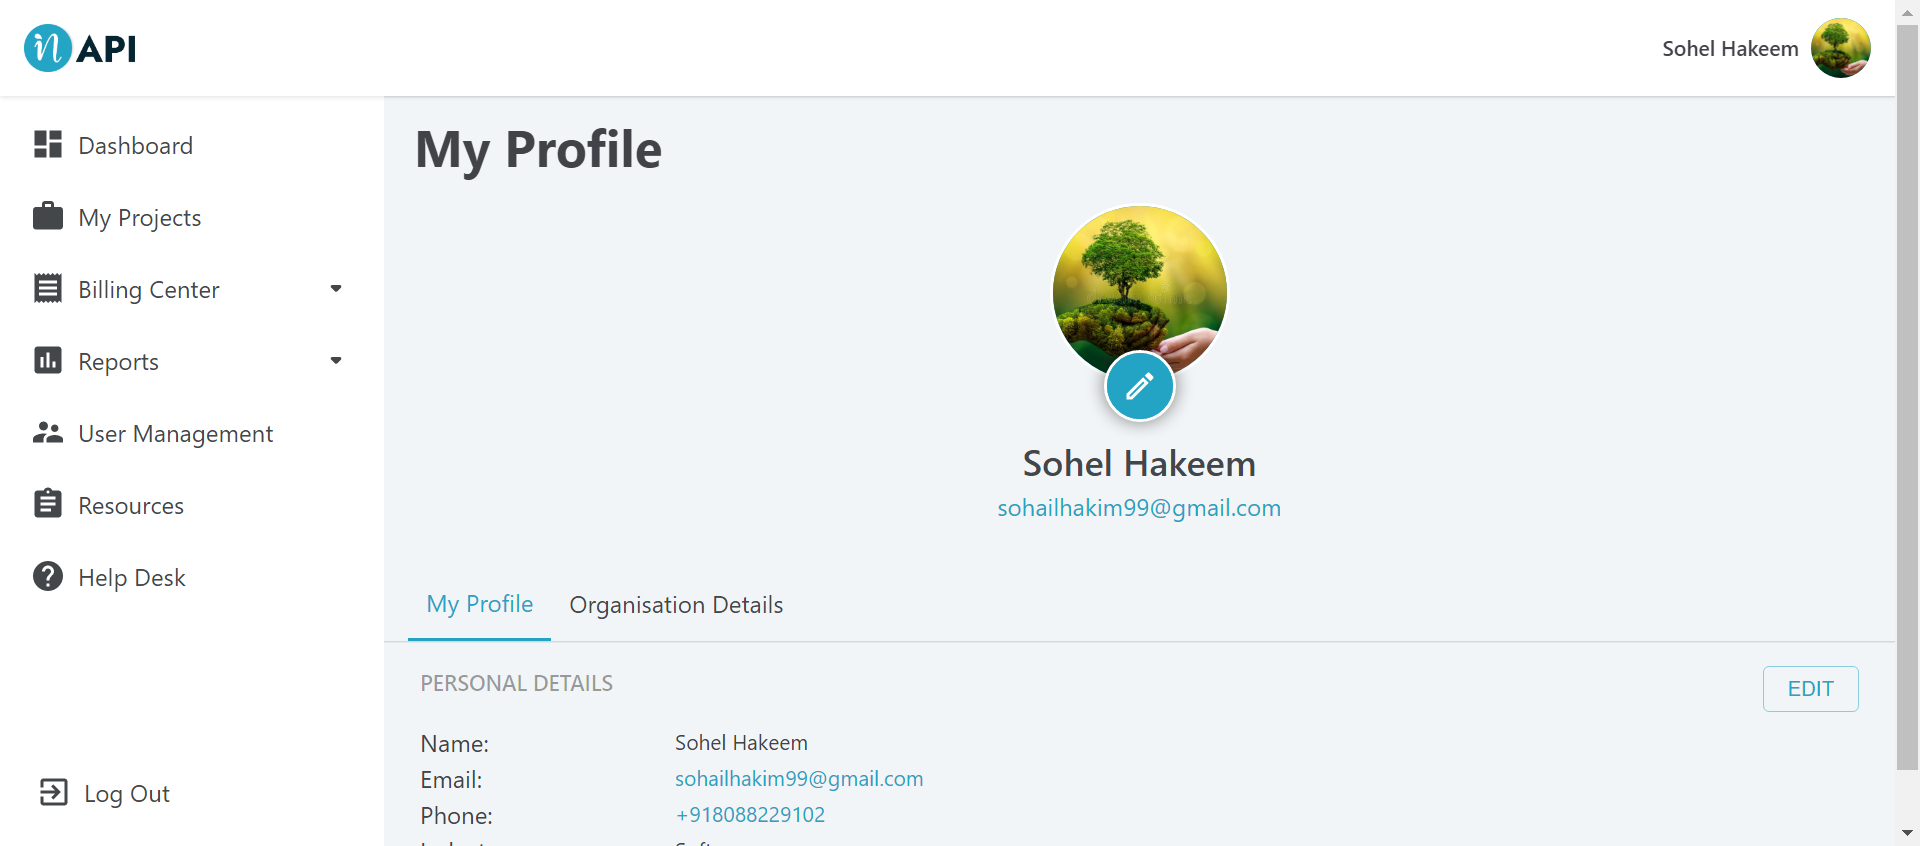 n API
Sohel Hakeem
Dashboard
My Projects
Billing Center
Reports
User Management
Resources
Help Desk
Log Out
My Profile
Sohel Hakeem
sohailhakim99@gmail.com
My Profile Organisation Details
PERSONAL DETAILS
EDIT
Name: Sohel Hakeem
Email: sohailhakim99@gmail.com
Phone: +918088229102